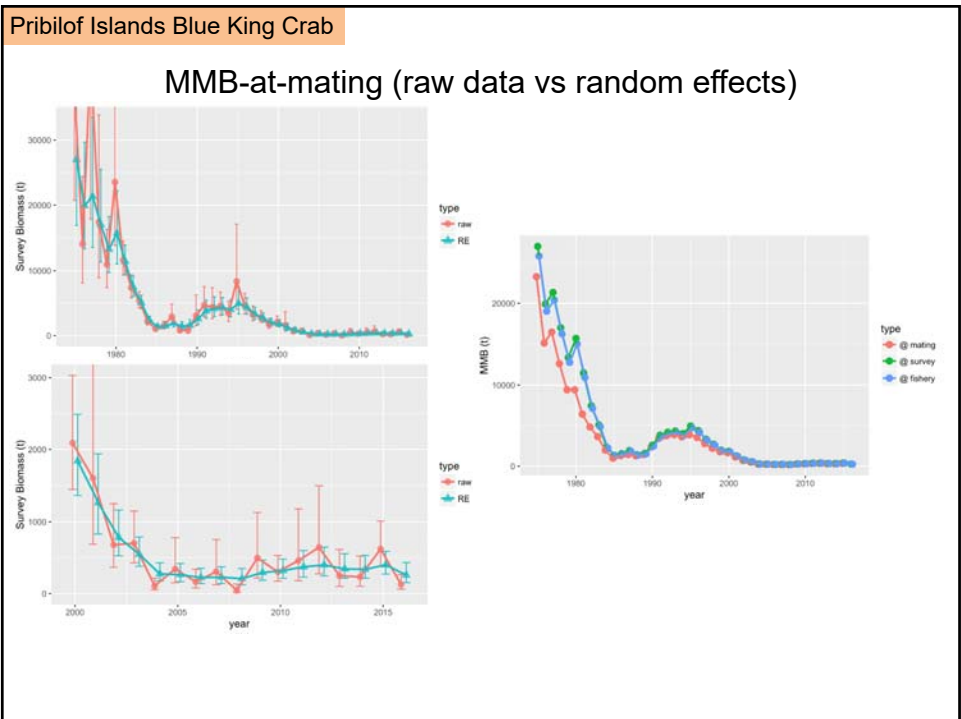 Pribilof Islands Blue King Crab
MMB-at-mating (raw data vs random effects)
Survey Biomass (t)
30000
20000
10000
0
1980
1990
2000
2010
type
raw
RE
Survey Biomass (t)
3000
2000
1000
0
2000
2005
2010
2015
year
type
raw
RE
MMB (t)
20000
10000
0
1980
1990
2000
2010
year
type
@ mating
@ survey
@ fishery